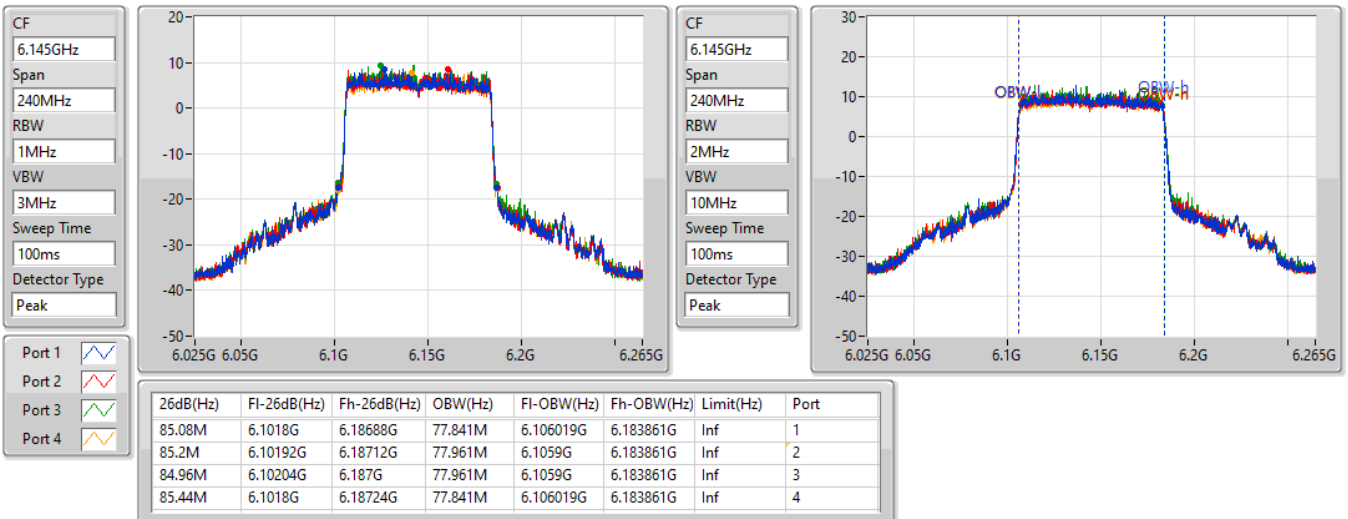 CF
6.145GHz
Span
240MHz
RBW
1MHz
VBW
3MHz
Sweep Time
100ms
Detector Type
Peak
20
10
0
-10
-20
-30
-40
-50
6.025G 6.05G 6.1G 6.15G 6.2G 6.265G
CF
6.145GHz
Span
240MHz
RBW
2MHz
VBW
10MHz
Sweep Time
100ms
Detector Type
Peak
30
20
10
0
-10
-20
-30
-40
-50
OBW-l OBW-h
6.025G 6.05G 6.1G 6.15G 6.2G 6.265G
Port 1
Port 2
Port 3
Port 4
26dB(Hz) Fl-26dB(Hz) Fh-26dB(Hz) OBW(Hz) Fl-OBW(Hz) Fh-OBW(Hz) Limit(Hz) Port
85.08M 6.1018G 6.18688G 77.841M 6.106019G 6.183861G Inf 1
85.2M 6.10192G 6.18712G 77.961M 6.1059G 6.183861G Inf 2
84.96M 6.10204G 6.187G 77.961M 6.1059G 6.183861G Inf 3
85.44M 6.1018G 6.18724G 77.841M 6.106019G 6.183861G Inf 4